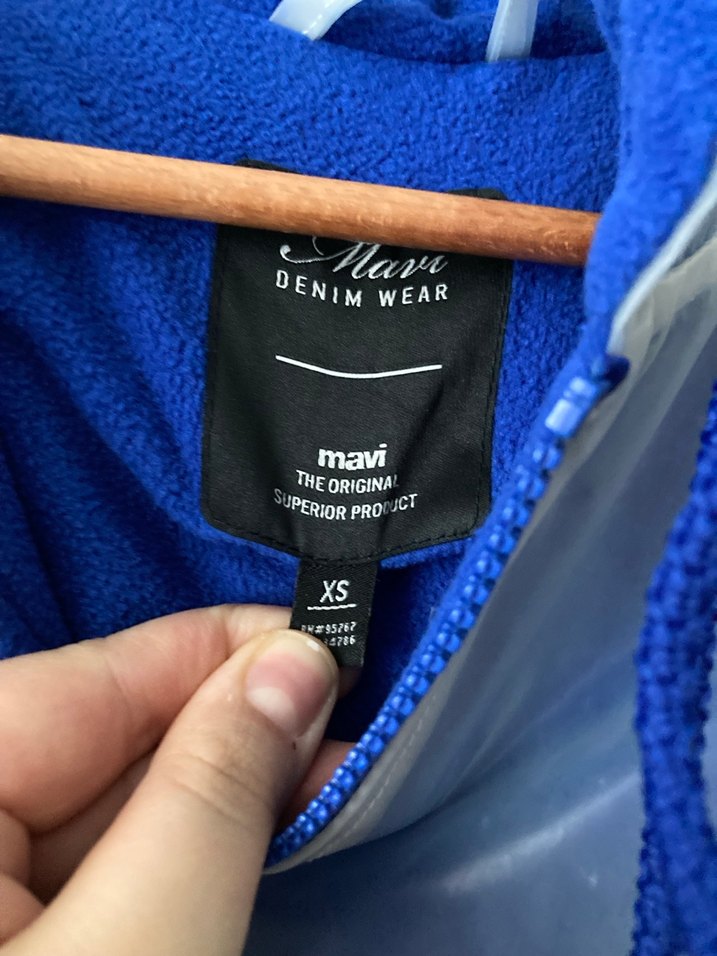 Mavi
DENIM WEAR
mavi
THE ORIGINAL
SUPERIOR PRODUCT
XS